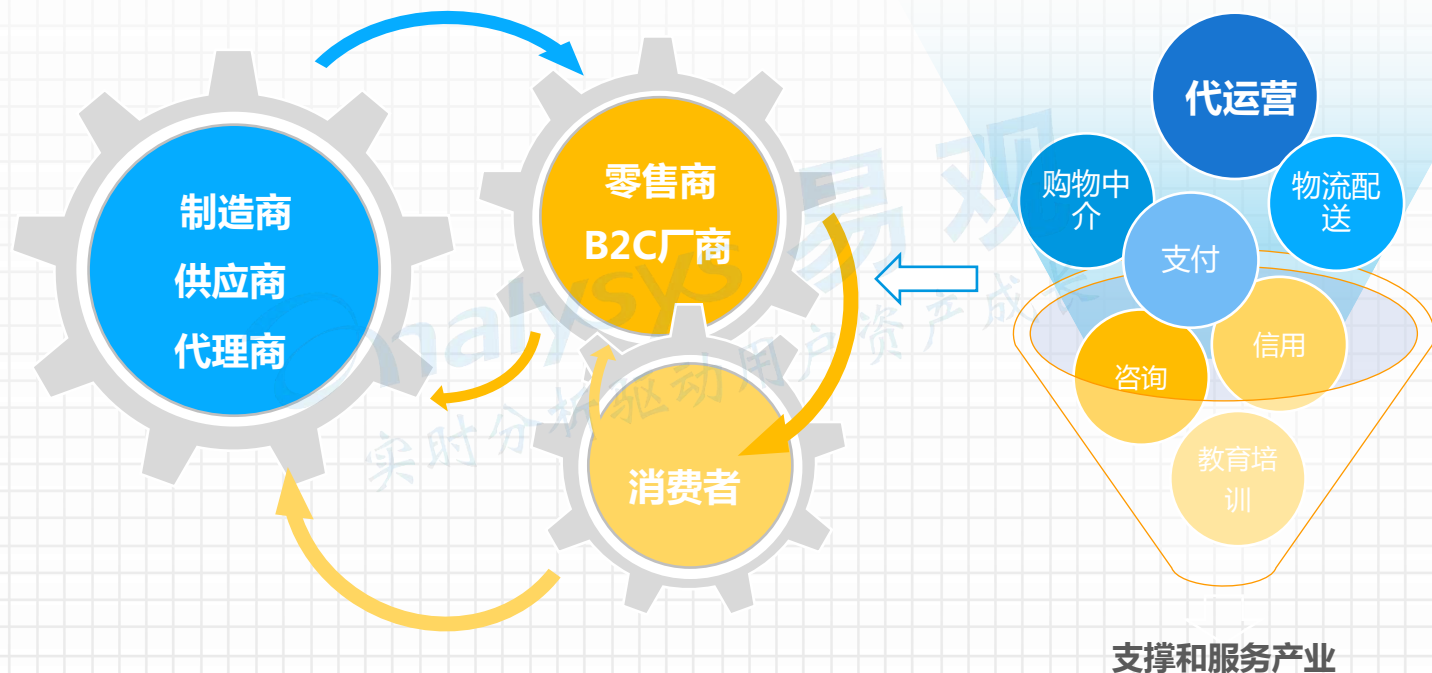 制造商
供应商
代理商
零售商
B2C厂商
消费者
代运营
购物中
介
物流配
送
支付
信用
咨询
教育培
训
支撑和服务产业
nalysys 易观
实时分析驱动用户资产成长